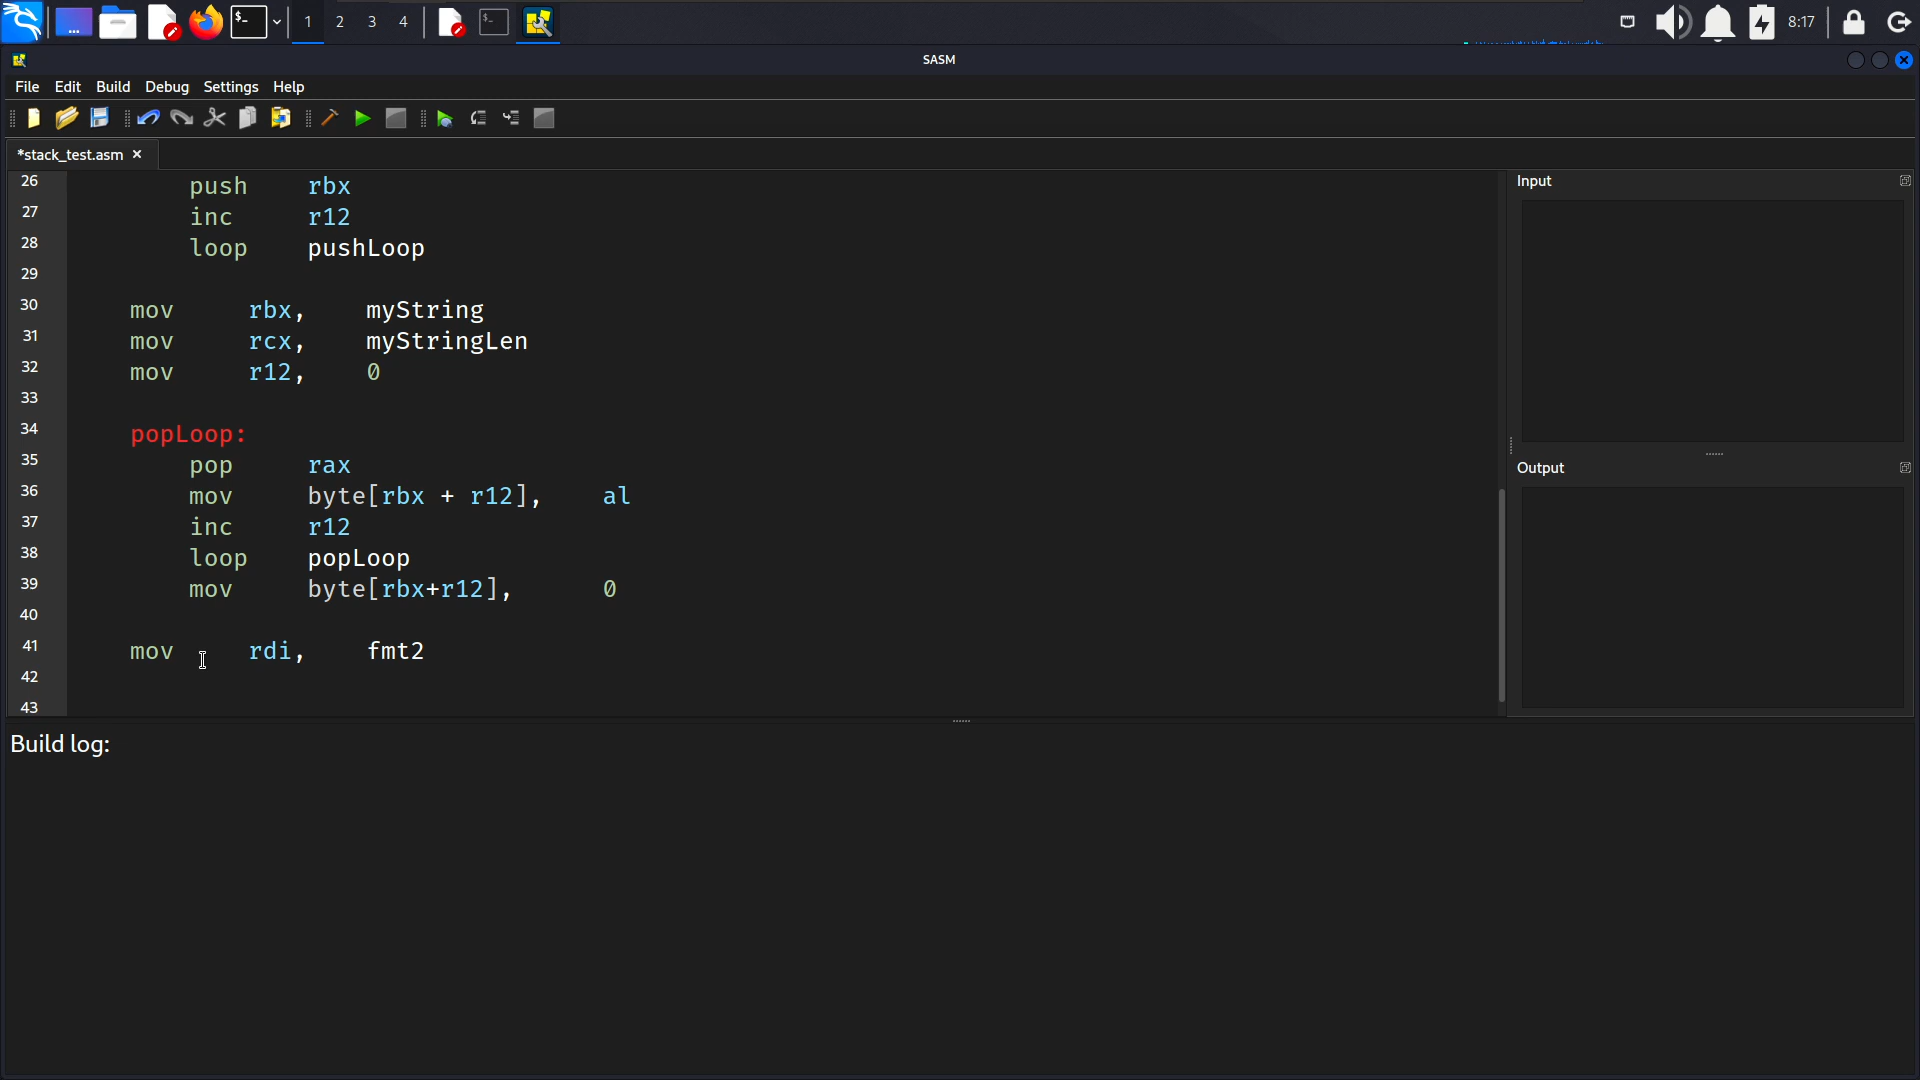 $-
...
1
2
3
4
$-
8:17
SASM
File Edit Build Debug Settings Help
*stack_test.asm ×
Input
26 push rbx
27 inc r12
28 loop pushLoop
29
30 mov rbx, myString
31 mov rcx, myStringLen
32 mov r12, 0
33
34 popLoop:
35 pop rax
Output
36 mov byte[rbx + r12], al
37 inc r12
38 loop popLoop
39 mov byte[rbx+r12], 0
40
41 mov rdi, fmt2
42
43
Build log: